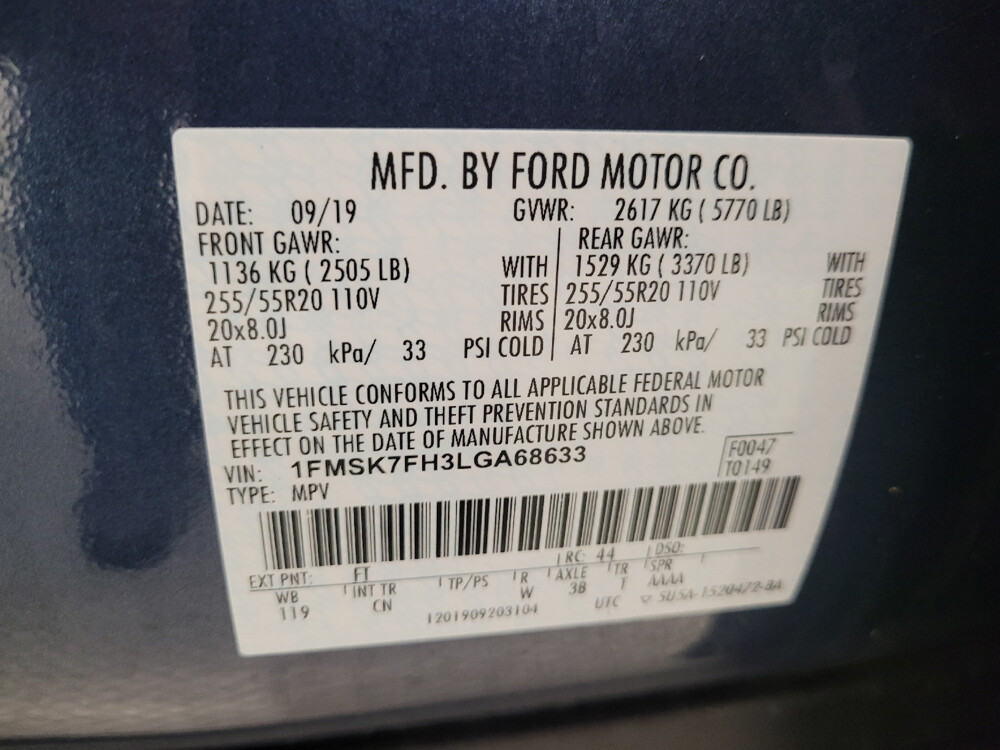 MFD. BY FORD MOTOR CO.
DATE: 09/19 GVWR: 2617 KG ( 5770 LB)
FRONT GAWR: REAR GAWR:
1136 KG ( 2505 LB) WITH 1529 KG ( 3370 LB) WITH
255/55R20 110V TIRES 255/55R20 110V TIRES
20x8.0J RIMS 20x8.0J RIMS
AT 230 kPa/ 33 PSI COLD AT 230 kPa/ 33 PSI COLD
THIS VEHICLE CONFORMS TO ALL APPLICABLE FEDERAL MOTOR
VEHICLE SAFETY AND THEFT PREVENTION STANDARDS IN
EFFECT ON THE DATE OF MANUFACTURE SHOWN ABOVE.
VIN: 1FMSK7FH3LGA68633 F0047
TYPE: MPV T0149
EXT PNT: FT RC: 44 DSO:
WB INT TR TP/PS R AXLE TR SPR
119 CN W 3B T AAAA
1201909203104 UTC 5U5A-1520472-BA